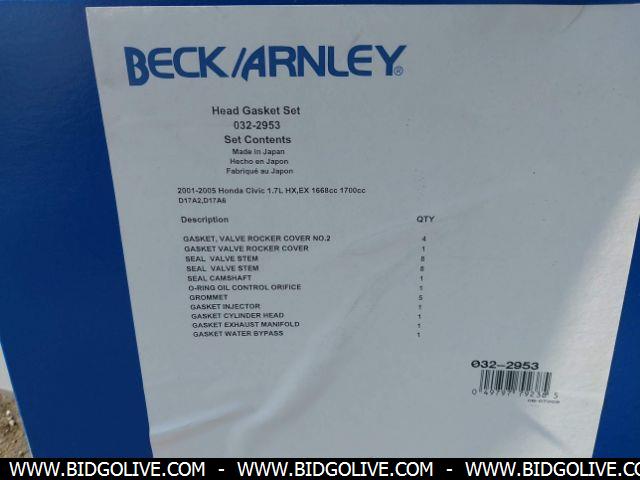 BECK/ARNLEY®
Head Gasket Set
032-2953
Set Contents
Made in Japan
Hecho en Japon
Fabriqué au Japon
2001-2005 Honda Civic 1.7L HX,EX 1668cc 1700cc
D17A2,D17A6
Description QTY
GASKET, VALVE ROCKER COVER NO.2 4
GASKET VALVE ROCKER COVER 1
SEAL VALVE STEM 8
SEAL VALVE STEM 8
SEAL CAMSHAFT 1
O-RING OIL CONTROL ORIFICE 1
GROMMET 5
GASKET INJECTOR 1
GASKET CYLINDER HEAD 1
GASKET EXHAUST MANIFOLD 1
GASKET WATER BYPASS 1
032-2953
0 49797 79238 5
WWW.BIDGOLIVE.COM - WWW.BIDGOLIVE.COM - WWW.BIDGOLIVE.COM